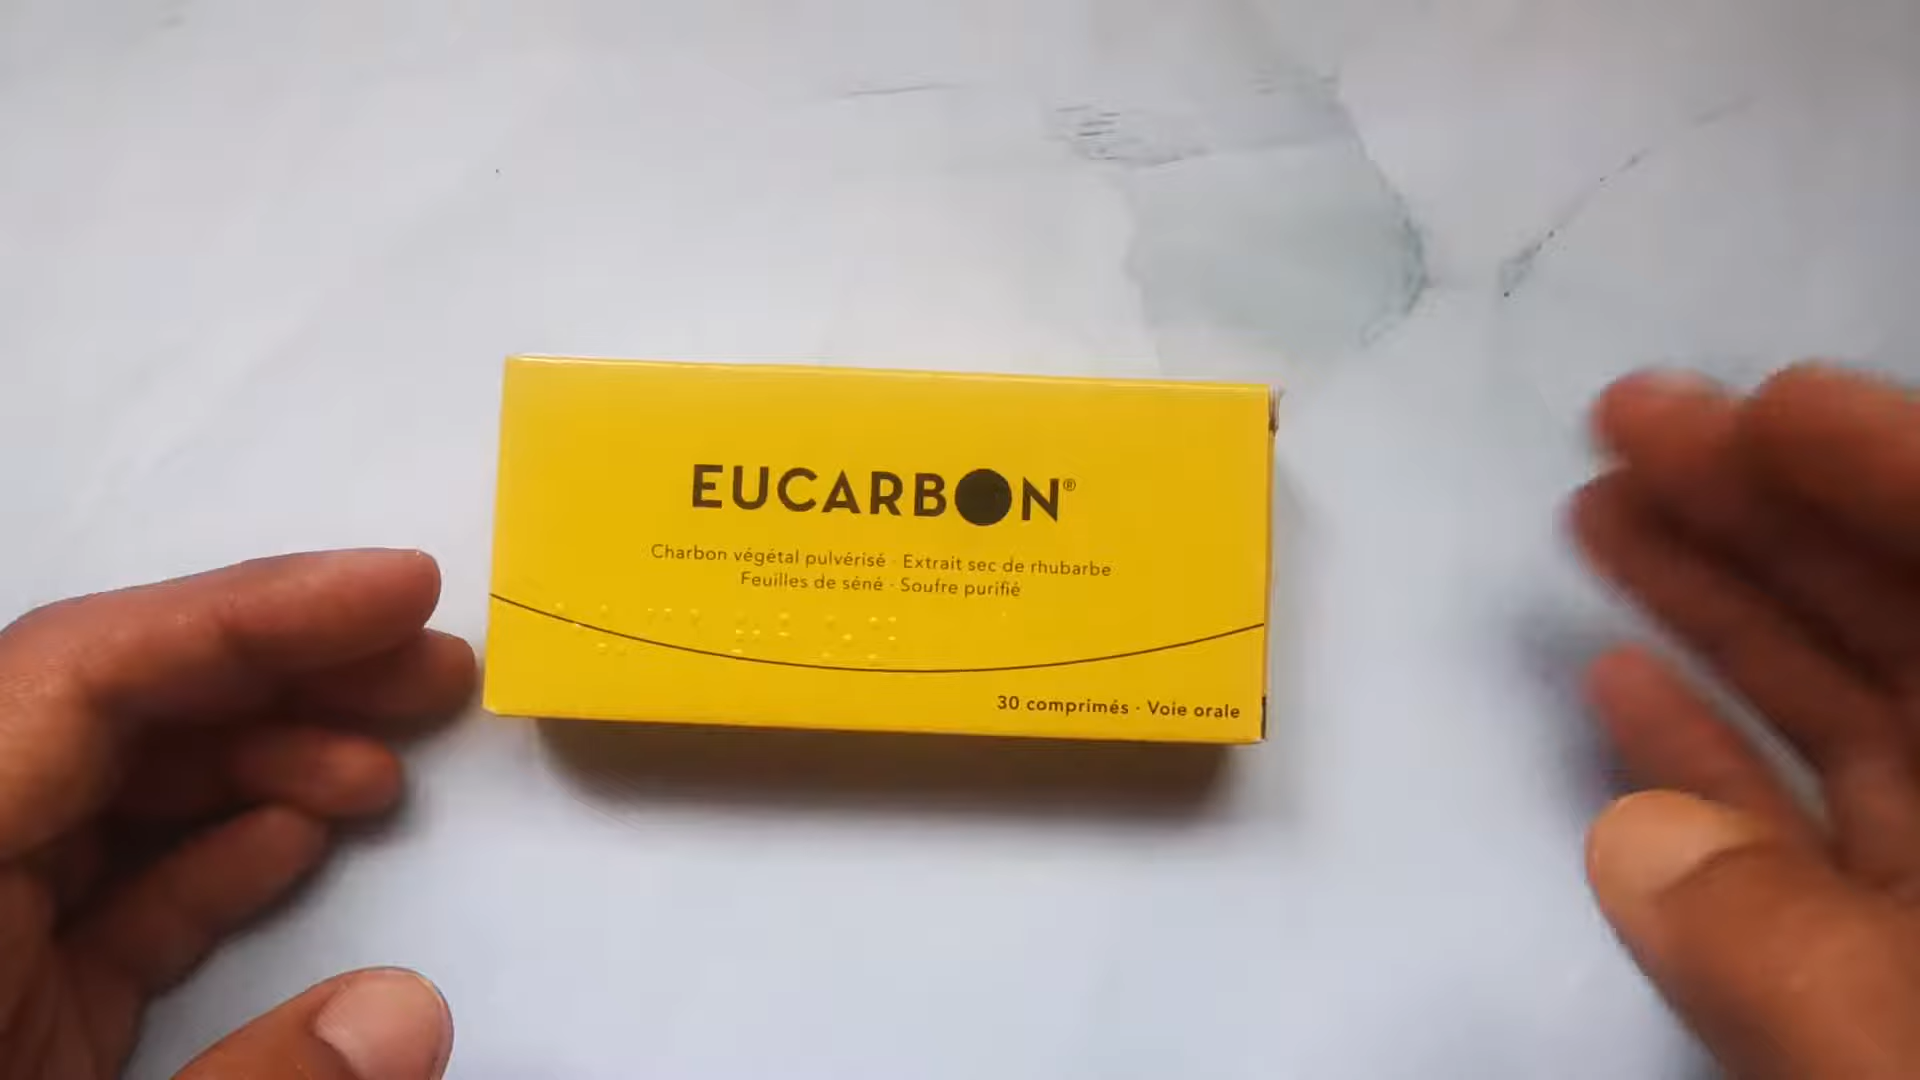 EUCARBON®
Charbon végétal pulvérisé · Extrait sec de rhubarbe
Feuilles de séné · Soufre purifié
30 comprimés · Voie orale